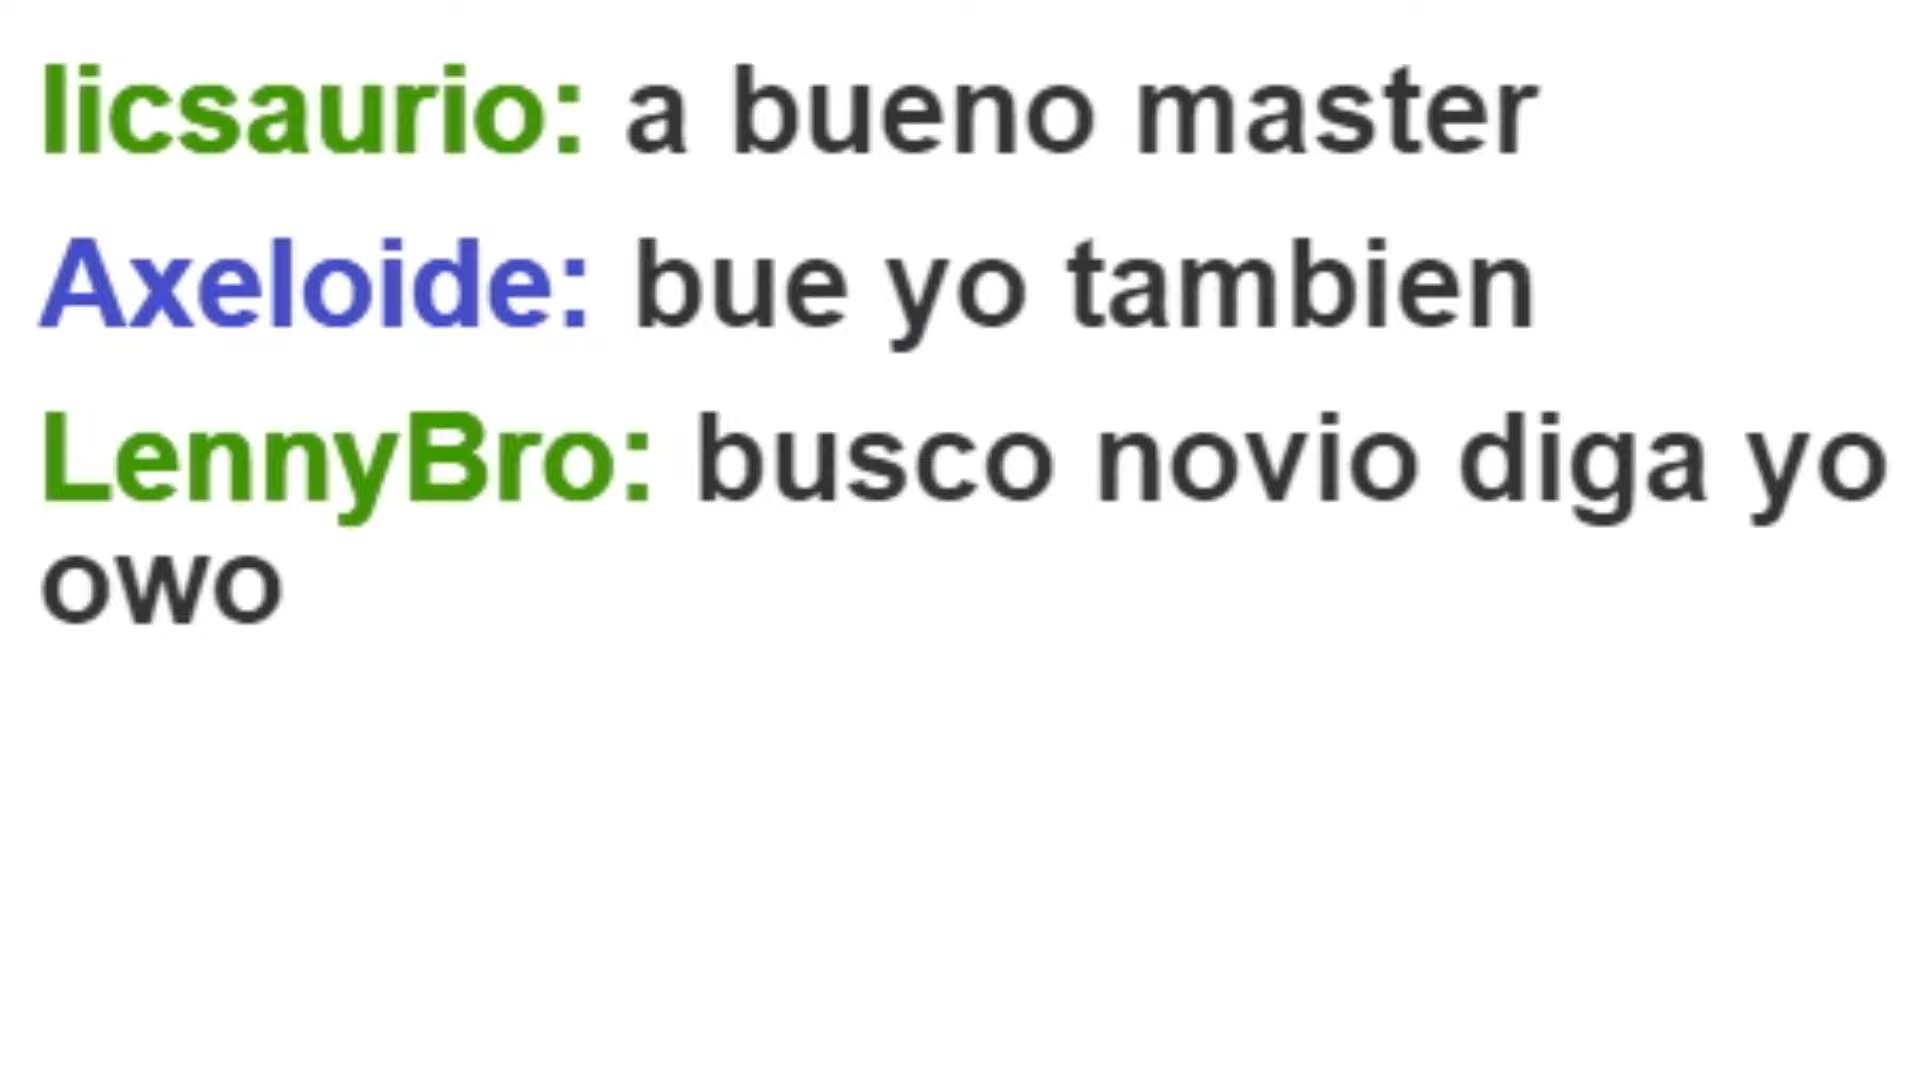 licsaurio: a bueno master
Axeloide: bue yo tambien
LennyBro: busco novio diga yo
owo